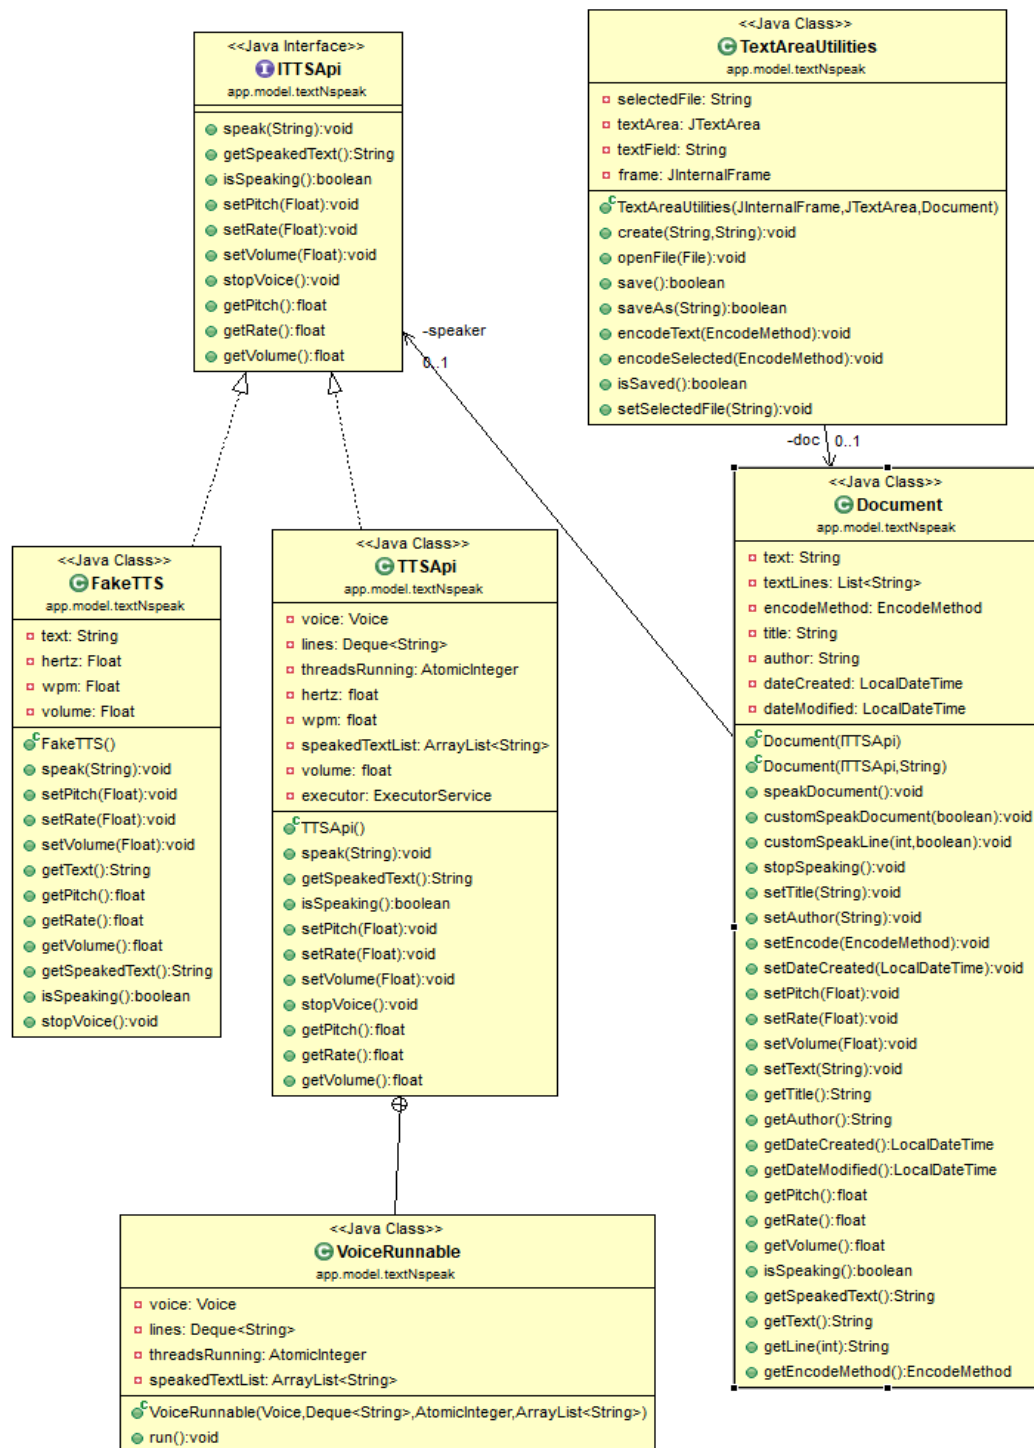 <<Java Interface>>
ITTSApi
app.model.textNspeak
speak(String):void
getSpeakedText():String
isSpeaking():boolean
setPitch(Float):void
setRate(Float):void
setVolume(Float):void
stopVoice():void
getPitch():float
getRate():float
getVolume():float
<<Java Class>>
TextAreaUtilities
app.model.textNspeak
selectedFile: String
textArea: JTextArea
textField: String
frame: JInternalFrame
TextAreaUtilities(JInternalFrame,JTextArea,Document)
create(String,String):void
openFile(File):void
save():boolean
saveAs(String):boolean
encodeText(EncodeMethod):void
encodeSelected(EncodeMethod):void
isSaved():boolean
setSelectedFile(String):void
-speaker
0..1
-doc 0..1
<<Java Class>>
FakeTTS
app.model.textNspeak
text: String
hertz: Float
wpm: Float
volume: Float
FakeTTS()
speak(String):void
setPitch(Float):void
setRate(Float):void
setVolume(Float):void
getText():String
getPitch():float
getRate():float
getVolume():float
getSpeakedText():String
isSpeaking():boolean
stopVoice():void
<<Java Class>>
TTSApi
app.model.textNspeak
voice: Voice
lines: Deque<String>
threadsRunning: AtomicInteger
hertz: float
wpm: float
speakedTextList: ArrayList<String>
volume: float
executor: ExecutorService
TTSApi()
speak(String):void
getSpeakedText():String
isSpeaking():boolean
setPitch(Float):void
setRate(Float):void
setVolume(Float):void
stopVoice():void
getPitch():float
getRate():float
getVolume():float
<<Java Class>>
Document
app.model.textNspeak
text: String
textLines: List<String>
encodeMethod: EncodeMethod
title: String
author: String
dateCreated: LocalDateTime
dateModified: LocalDateTime
Document(ITTSApi)
Document(ITTSApi,String)
speakDocument():void
customSpeakDocument(boolean):void
customSpeakLine(int,boolean):void
stopSpeaking():void
setTitle(String):void
setAuthor(String):void
setEncode(EncodeMethod):void
setDateCreated(LocalDateTime):void
setPitch(Float):void
setRate(Float):void
setVolume(Float):void
setText(String):void
getTitle():String
getAuthor():String
getDateCreated():LocalDateTime
getDateModified():LocalDateTime
getPitch():float
getRate():float
getVolume():float
isSpeaking():boolean
getSpeakedText():String
getText():String
getLine(int):String
getEncodeMethod():EncodeMethod
<<Java Class>>
VoiceRunnable
app.model.textNspeak
voice: Voice
lines: Deque<String>
threadsRunning: AtomicInteger
speakedTextList: ArrayList<String>
VoiceRunnable(Voice,Deque<String>,AtomicInteger,ArrayList<String>)
run():void